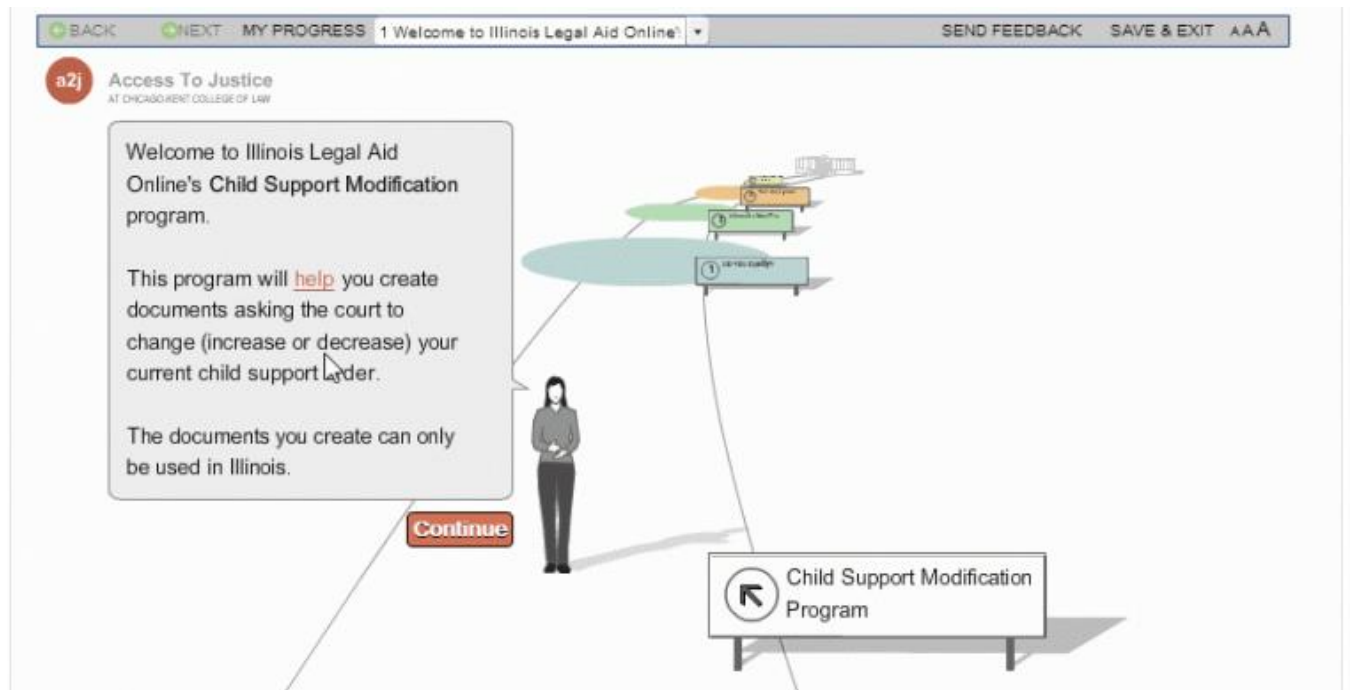 BACK NEXT MY PROGRESS 1 Welcome to Illinois Legal Aid Online' SEND FEEDBACK SAVE & EXIT A A A
a2j Access To Justice
AT CHICAGO-KENT COLLEGE OF LAW
Welcome to Illinois Legal Aid
Online's Child Support Modification
program.
This program will help you create
documents asking the court to
change (increase or decrease) your
current child support order.
The documents you create can only
be used in Illinois.
1
Continue
Child Support Modification
Program